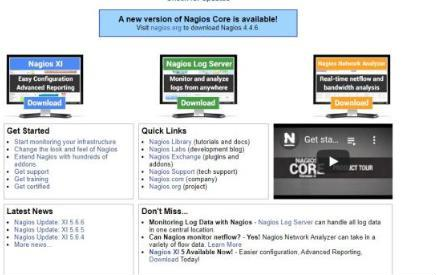 A new version of Nagios Core is available!
Visit nagios.org to download Nagios 4.4.6
Nagios XI
Easy Configuration
Advanced Reporting
Download
Nagios Log Server
Monitor and analyze
logs from anywhere
Download
Nagios Network Analyzer
Real-time netflow and
bandwidth analysis
Download
Get Started
Start monitoring your infrastructure
Change the look and feel of Nagios
Extend Nagios with hundreds of
addons
Get support
Get training
Get certified
Quick Links
Nagios Library (tutorials and docs)
Nagios Labs (development blog)
Nagios Exchange (plugins and
addons)
Nagios Support (tech support)
Nagios.com (company)
Nagios.org (project)
N
Get sta...
NAGIOS
CORE
PRODUCT TOUR
Latest News
Nagios Update: XI 5.6.6
Nagios Update: XI 5.6.5
Nagios Update: XI 5.6.4
More news...
Don't Miss...
Monitoring Log Data with Nagios - Nagios Log Server can handle all log data
in one central location.
Can Nagios monitor netflow? - Yes! Nagios Network Analyzer can take in a
variety of flow data. Learn More
Nagios XI 5 Available Now! - Easier configuration, Advanced Reporting,
Download Today!